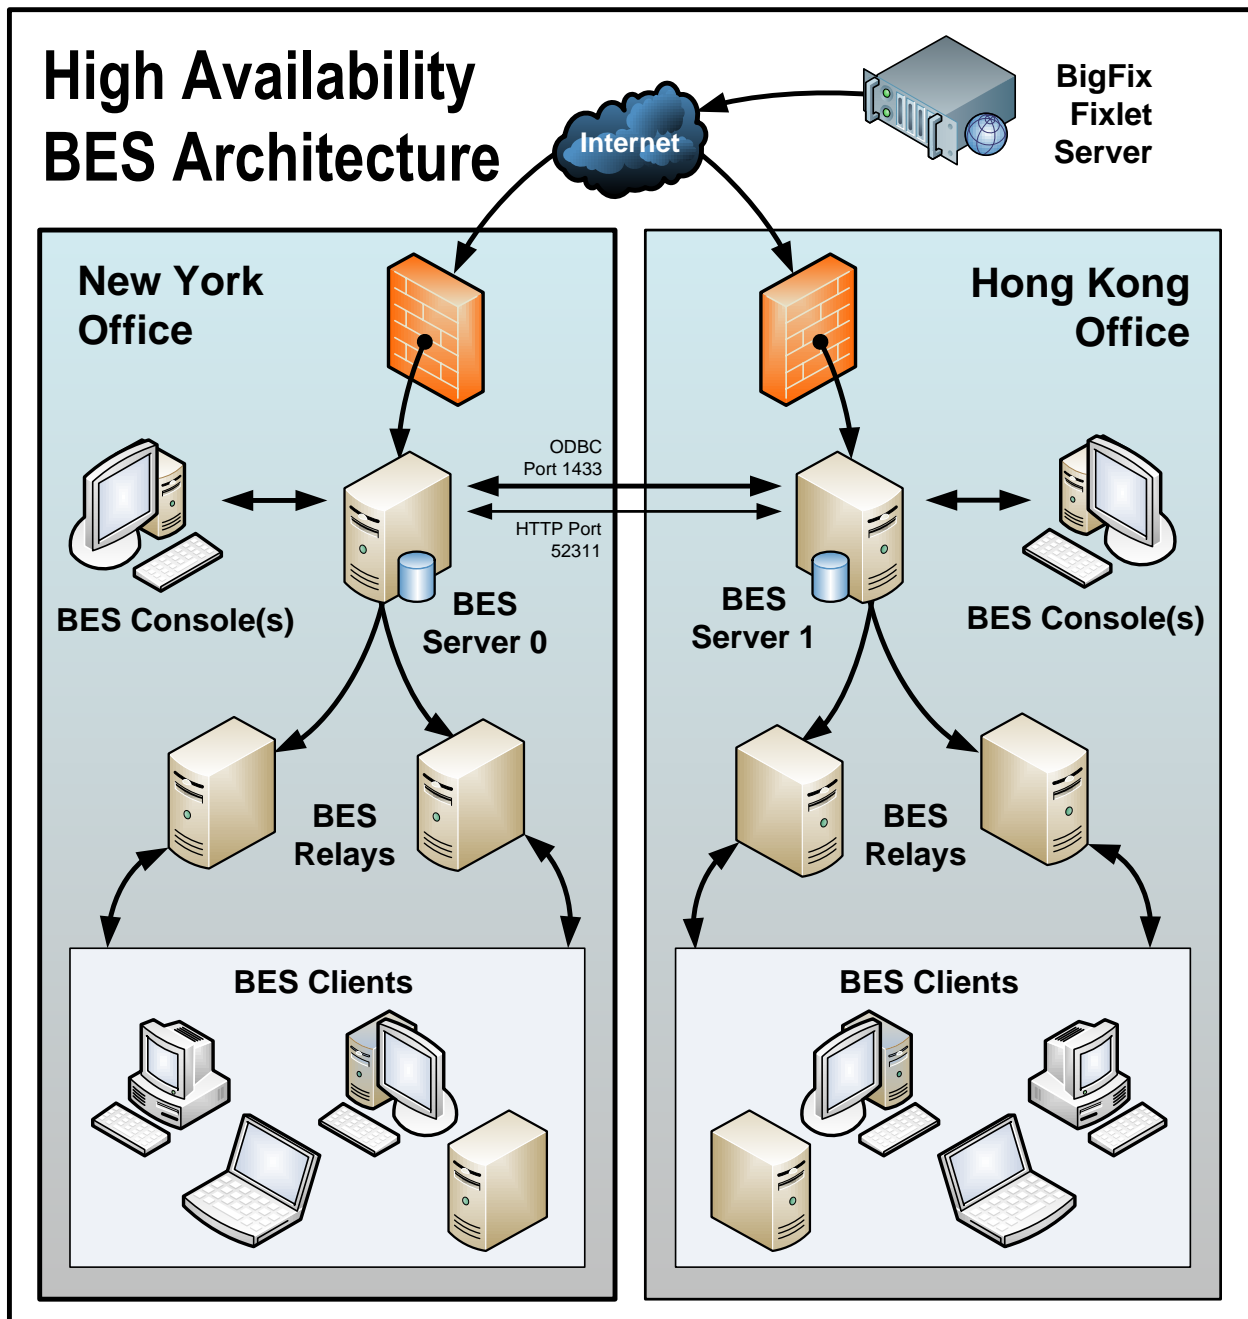 High Availability
BES Architecture
Internet
BigFix
Fixlet
Server
New York
Office
Hong Kong
Office
ODBC
Port 1433
HTTP Port
52311
BES Console(s)
BES
Server 0
BES
Server 1
BES Console(s)
BES
Relays
BES
Relays
BES Clients
BES Clients